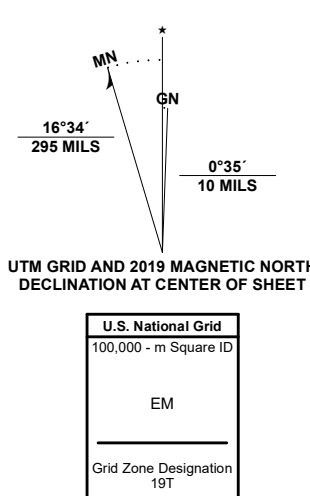 ★
MN
GN
16°34´
295 MILS
0°35´
10 MILS
UTM GRID AND 2019 MAGNETIC NORTH
DECLINATION AT CENTER OF SHEET
U.S. National Grid
100,000 - m Square ID
EM
Grid Zone Designation
19T